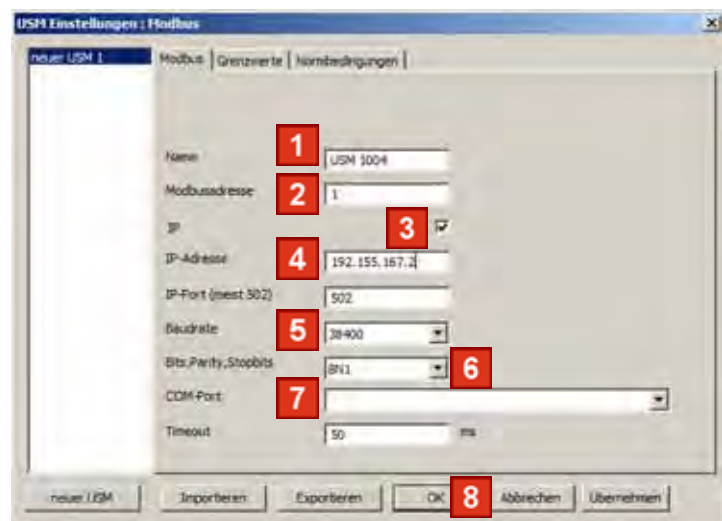 USM Einstellungen : Modbus
neuer USM 1
Modbus Grenzwerte Normbedingungen
Name 1 USM 1004
Modbusadresse 2 1
IP 3
IP-Adresse 4 192.155.167.2
IP-Port (meist 502) 502
Baudrate 5 38400
Bits,Parity,Stopbits 8N1 6
COM-Port 7
Timeout 50 ms
neuer USM Importieren Exportieren OK 8 Abbrechen Übernehmen